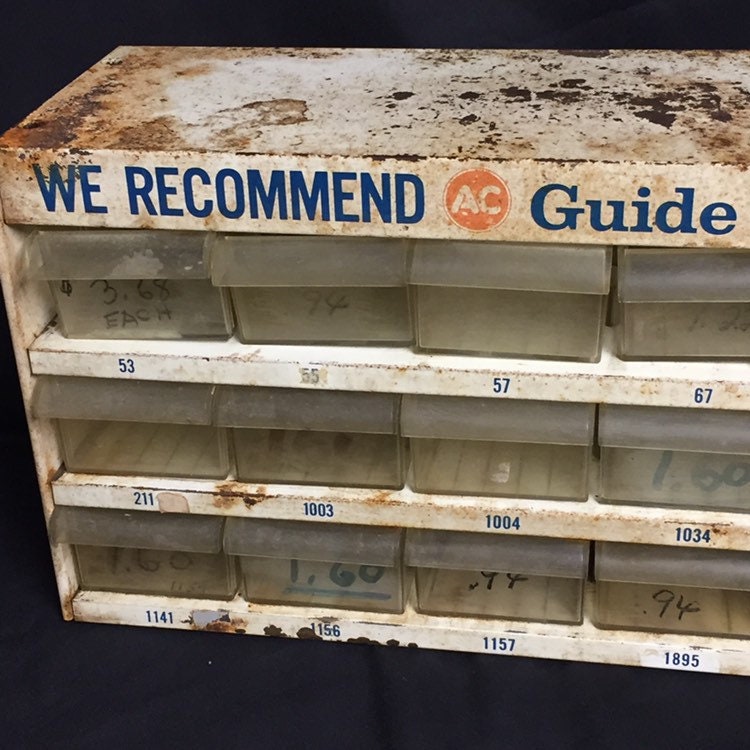 WE RECOMMEND AC Guide
$ 3.68 94
EACH
53 55 57 67
1.60
211 1003 1004 1034
1.60 1.60 .94 .94
1141 1156 1157 1895